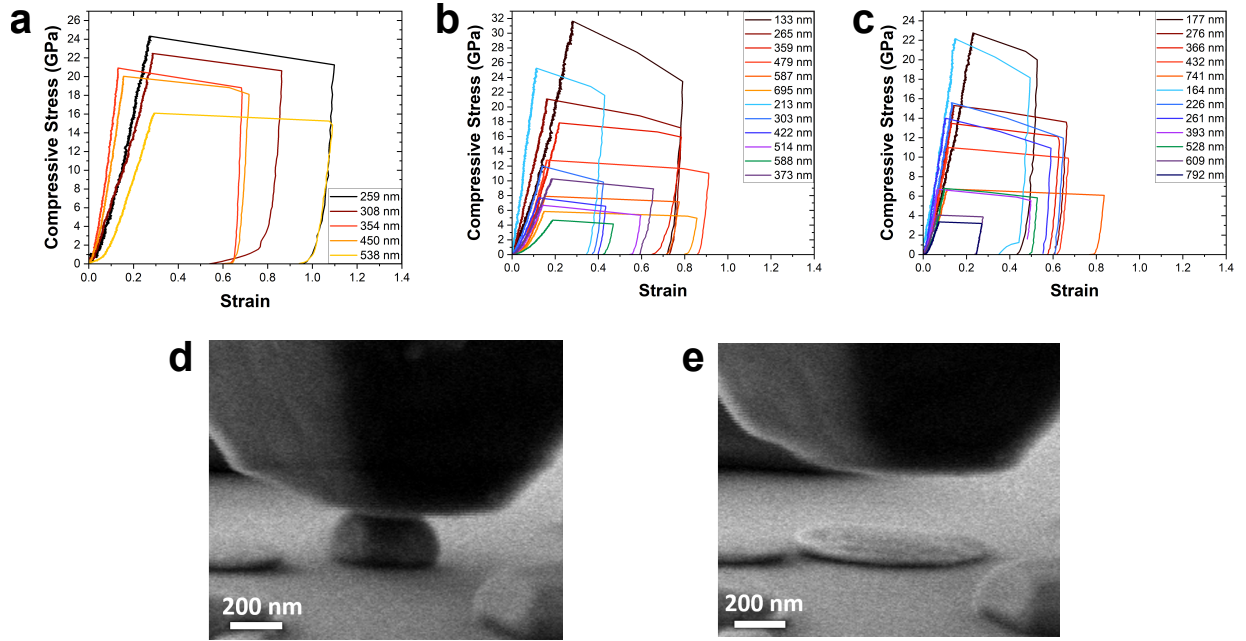 a
Compressive Stress (GPa)
28
26
24
22
20
18
16
14
12
10
8
6
4
2
0
0.0 0.2 0.4 0.6 0.8 1.0 1.2 1.4
Strain
259 nm
308 nm
354 nm
450 nm
538 nm
b
Compressive Stress (GPa)
32
30
28
26
24
22
20
18
16
14
12
10
8
6
4
2
0
0.0 0.2 0.4 0.6 0.8 1.0 1.2 1.4
Strain
133 nm
265 nm
359 nm
479 nm
587 nm
695 nm
213 nm
303 nm
422 nm
514 nm
588 nm
373 nm
c
Compressive Stress (GPa)
24
22
20
18
16
14
12
10
8
6
4
2
0
0.0 0.2 0.4 0.6 0.8 1.0 1.2 1.4
Strain
177 nm
276 nm
366 nm
432 nm
741 nm
164 nm
226 nm
261 nm
393 nm
528 nm
609 nm
792 nm
d
200 nm
e
200 nm